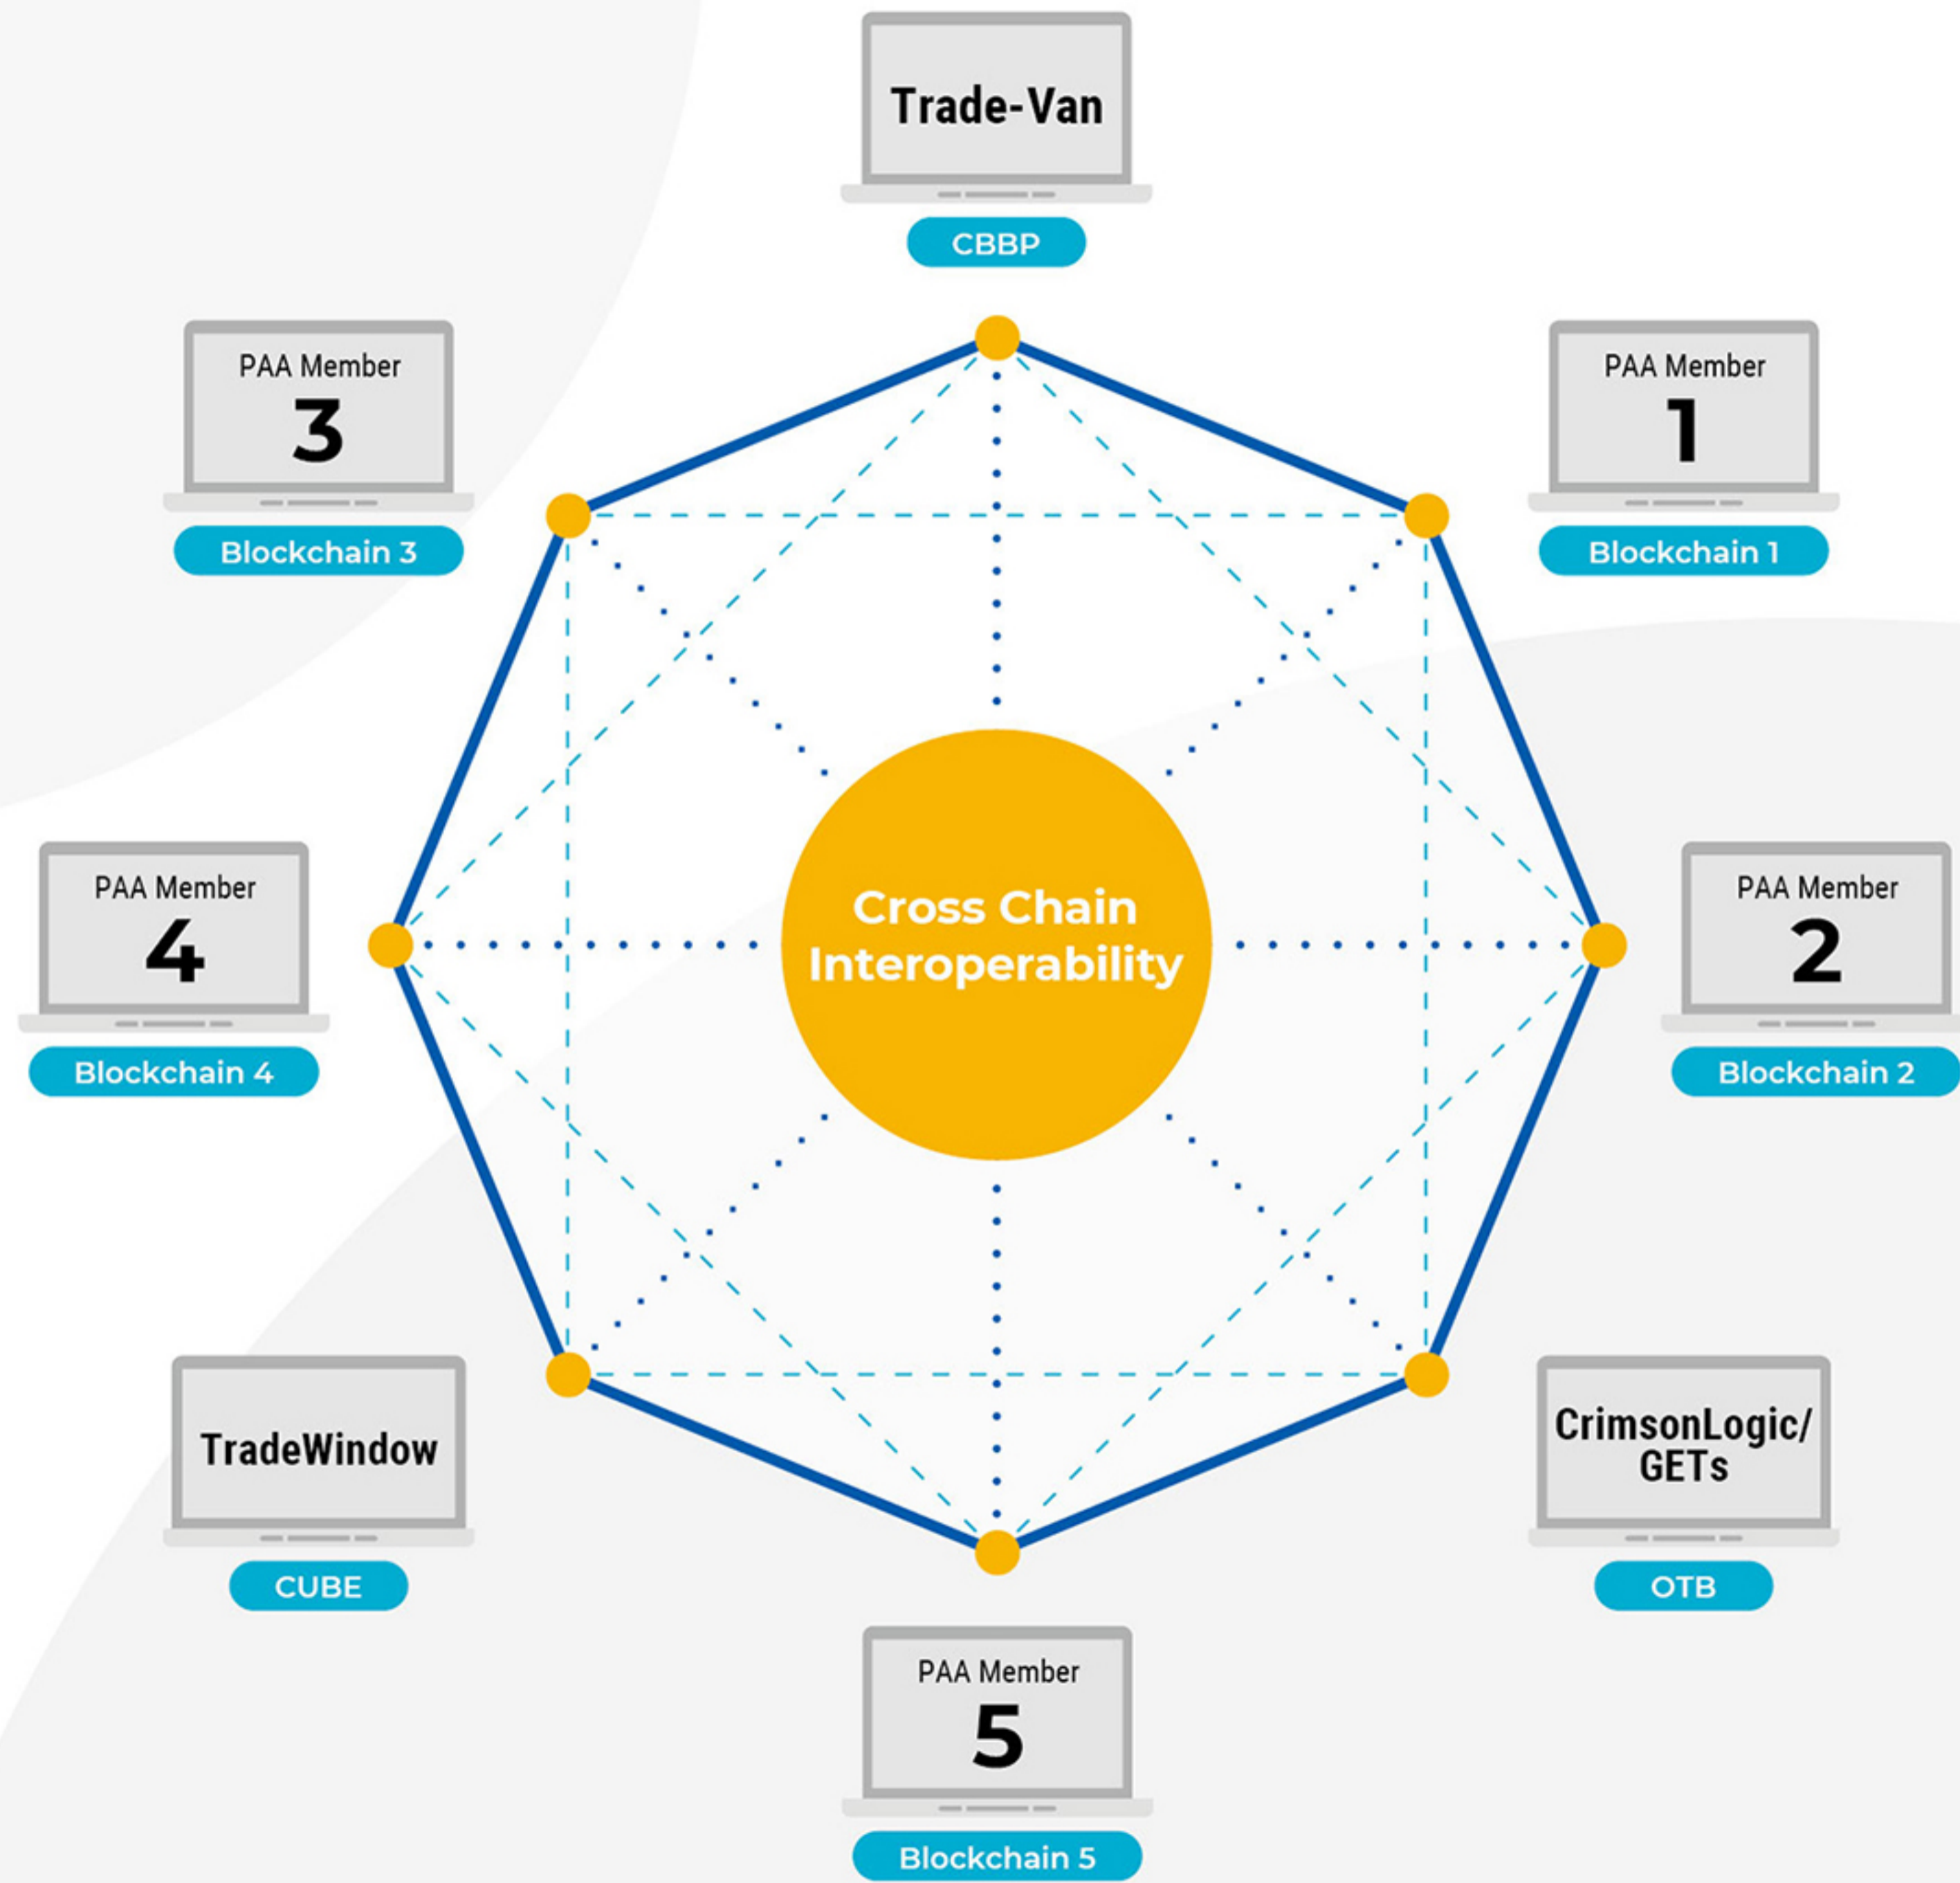 Trade-Van
CBBP
PAA Member
3
Blockchain 3
PAA Member
1
Blockchain 1
PAA Member
4
Blockchain 4
Cross Chain
Interoperability
PAA Member
2
Blockchain 2
TradeWindow
CUBE
CrimsonLogic/
GETs
OTB
PAA Member
5
Blockchain 5